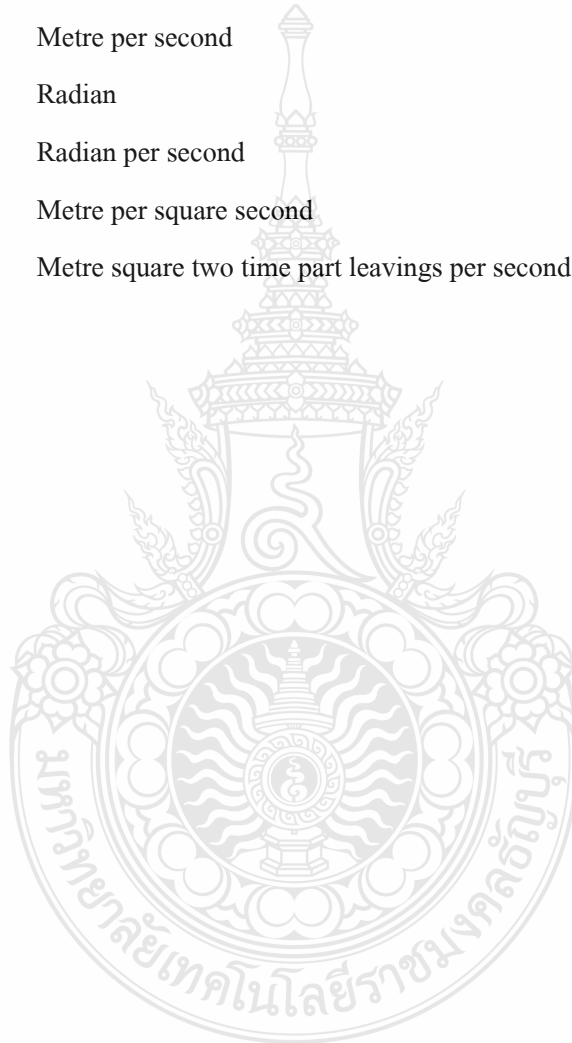 Metre per second
Radian
Radian per second
Metre per square second
Metre square two time part leavings per second
มหาวิทยาลัยเทคโนโลยีราชมงคลธัญบุรี